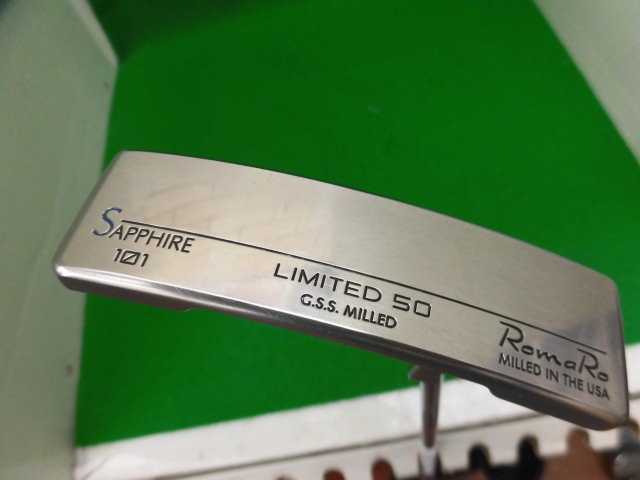 SAPPHIRE
101
LIMITED 50
G.S.S. MILLED
RomaRo
MILLED IN THE USA